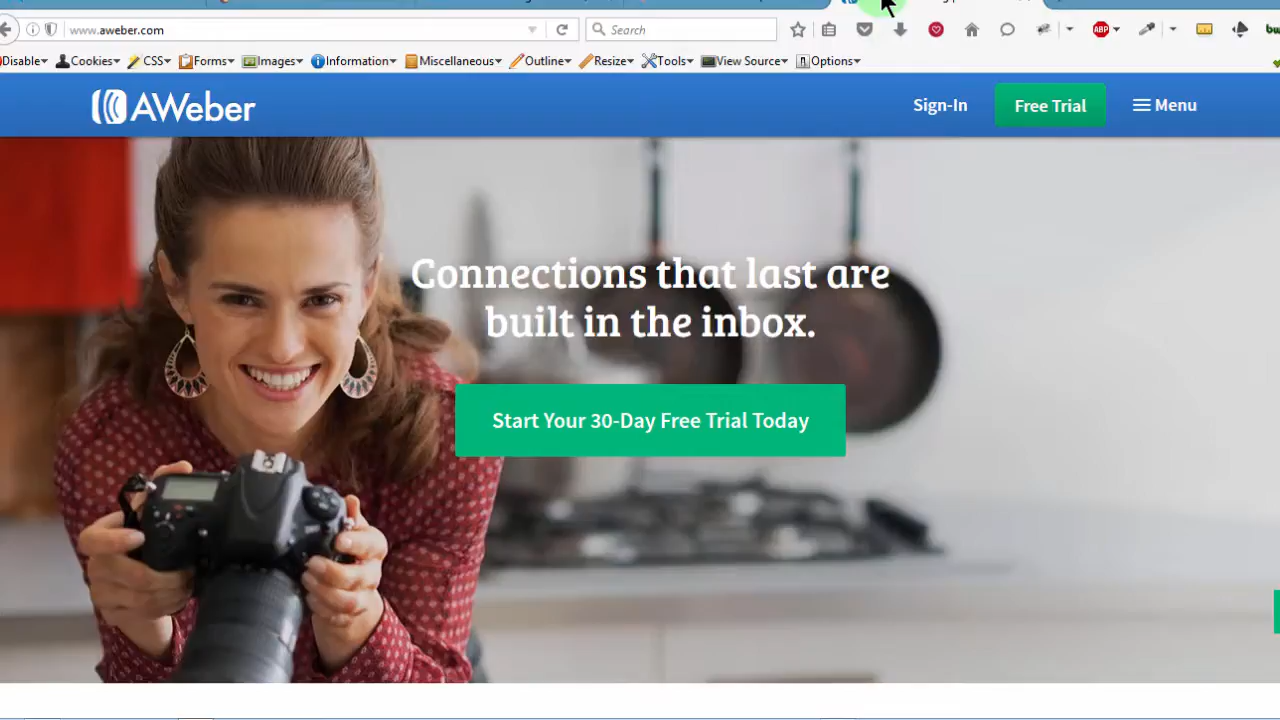 www.aweber.com
Search
Disable
Cookies
CSS
Forms
Images
Information
Miscellaneous
Outline
Resize
Tools
View Source
Options
ABP
AWeber
Sign-In
Free Trial
Menu
Connections that last are
built in the inbox.
Start Your 30-Day Free Trial Today